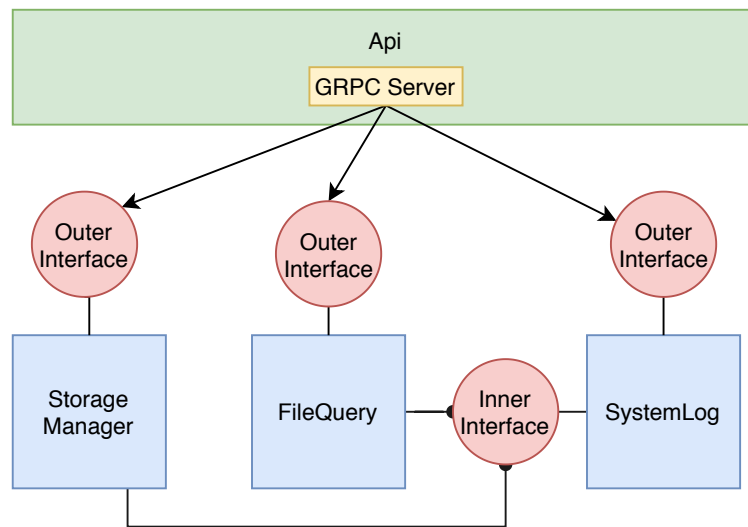 Api
GRPC Server
Outer
Interface
Outer
Interface
Outer
Interface
Storage
Manager
FileQuery
Inner
Interface
SystemLog